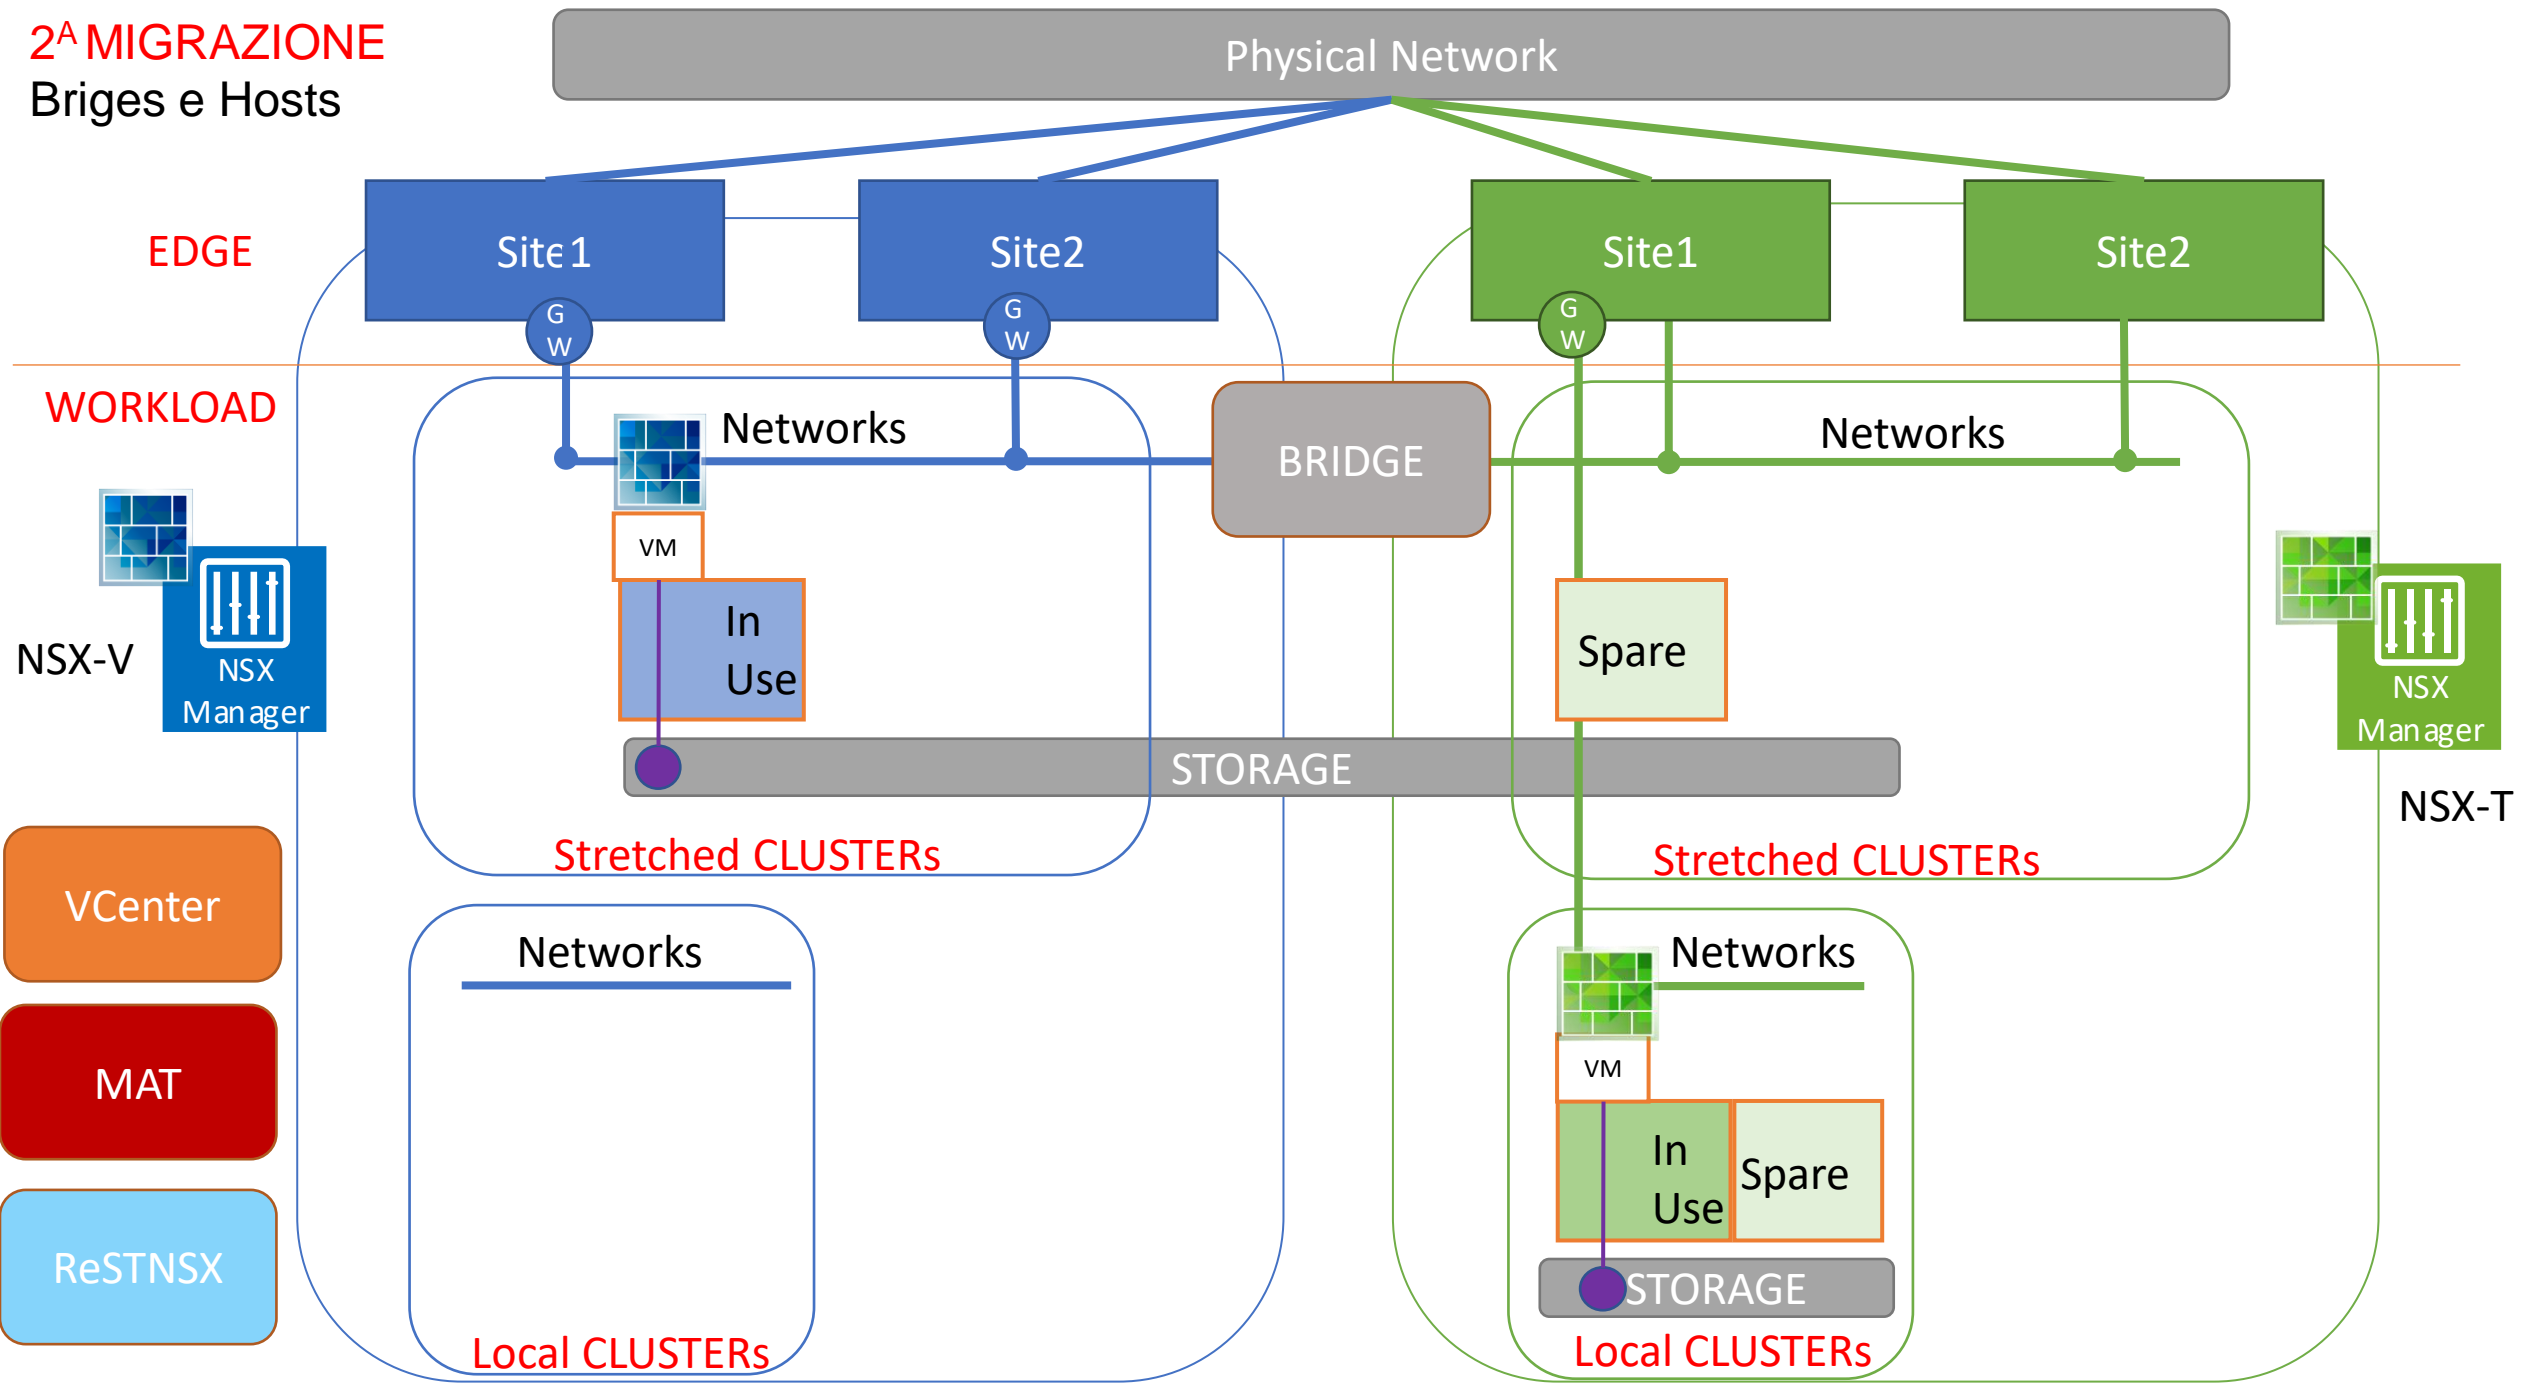 2A MIGRAZIONE
Briges e Hosts
Physical Network
EDGE
Site1
Site2
Site1
Site2
G
W
G
W
G
W
WORKLOAD
Networks
BRIDGE
Networks
VM
In
Use
Spare
NSX-V
NSX
Manager
NSX
Manager
NSX-T
STORAGE
Stretched CLUSTERs
Stretched CLUSTERs
VCenter
MAT
ReSTNSX
Networks
Local CLUSTERs
Networks
VM
In
Use
Spare
STORAGE
Local CLUSTERs